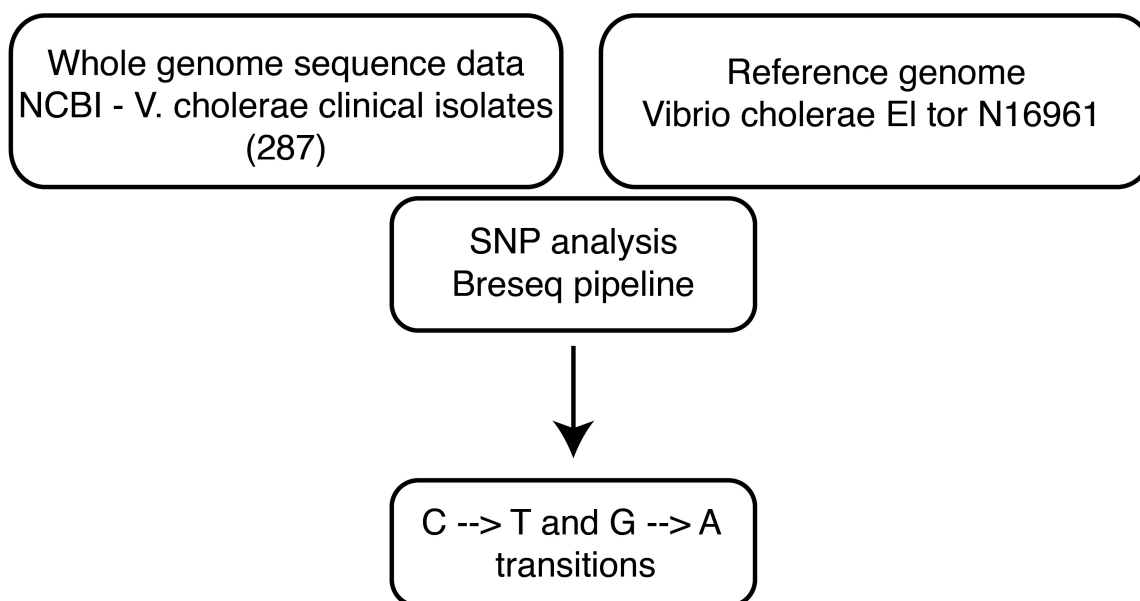 Whole genome sequence data
NCBI - V. cholerae clinical isolates
(287)
Reference genome
Vibrio cholerae El tor N16961
SNP analysis
Breseq pipeline
C --> T and G --> A
transitions